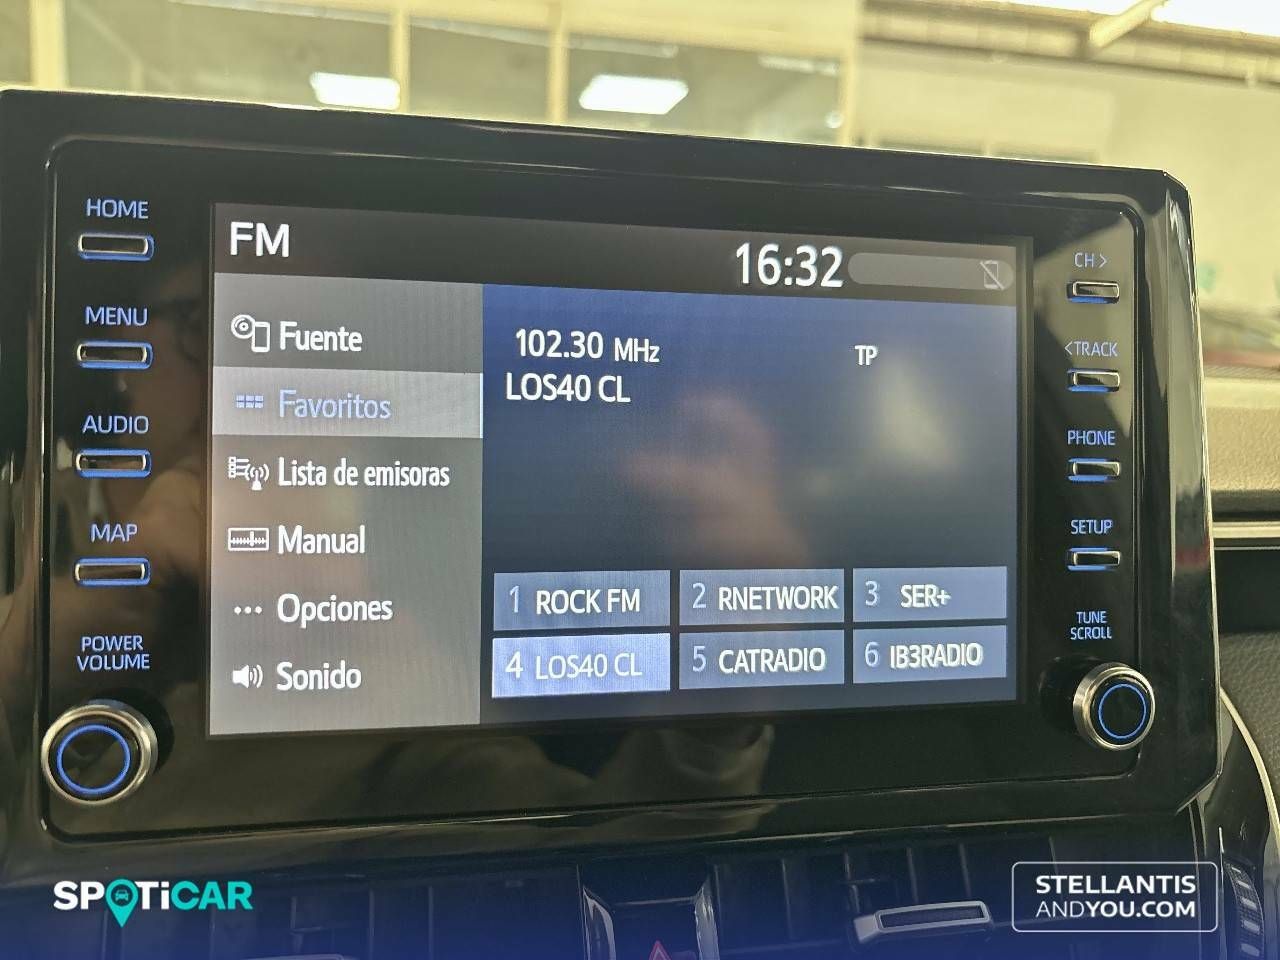 HOME
MENU
AUDIO
MAP
POWER
VOLUME
FM
16:32
Fuente
Favoritos
Lista de emisoras
Manual
Opciones
Sonido
102.30 MHz
TP
LOS40 CL
1 ROCK FM
2 RNETWORK
3 SER+
4 LOS40 CL
5 CATRADIO
6 IB3RADIO
CH >
<TRACK
PHONE
SETUP
TUNE
SCROLL
SPOTiCAR
STELLANTIS
ANDYOU.COM